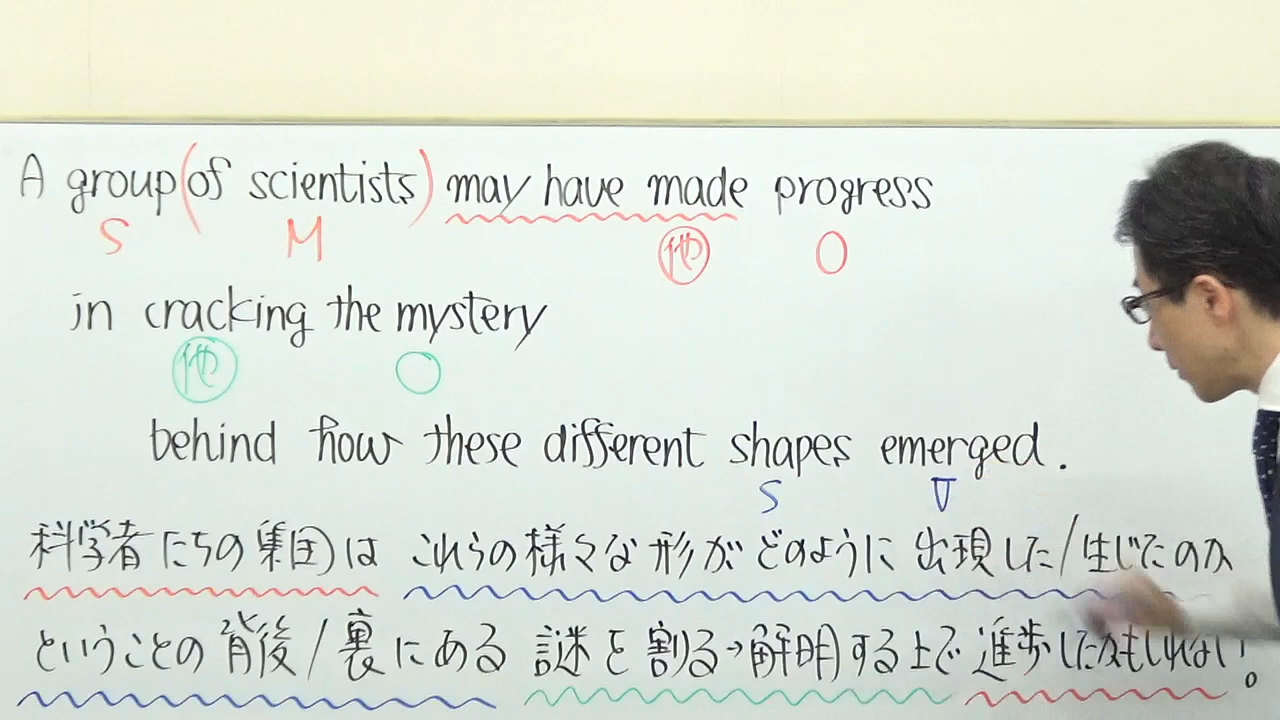 A group (of scientists) may have made progress
S M 他 O
in cracking the mystery
他 O
behind how these different shapes emerged.
S V
科学者たちの集団は これらの様々な形がどのように出現した/生じたのか
ということの背後/裏にある 謎を割る→解明する上で進歩したかもしれない。